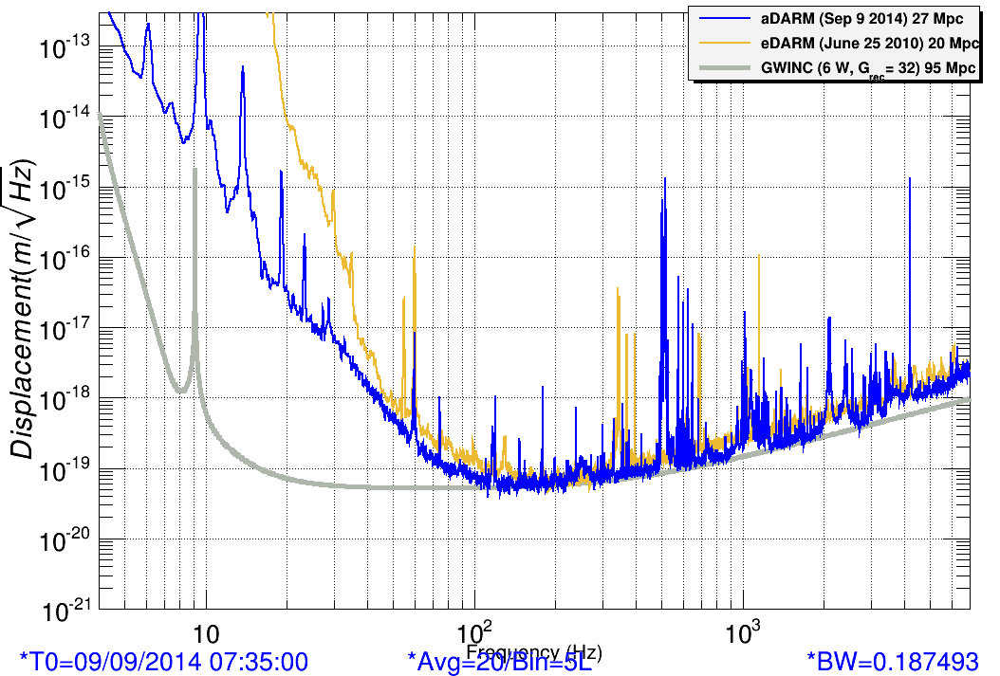 aDARM (Sep 9 2014) 27 Mpc
eDARM (June 25 2010) 20 Mpc
GWINC (6 W, G_rec = 32) 95 Mpc
Displacement(m/√Hz)
10^-13
10^-14
10^-15
10^-16
10^-17
10^-18
10^-19
10^-20
10^-21
10
10^2
10^3
Frequency (Hz)
*T0=09/09/2014 07:35:00
*Avg=20/Bin=5L
*BW=0.187493